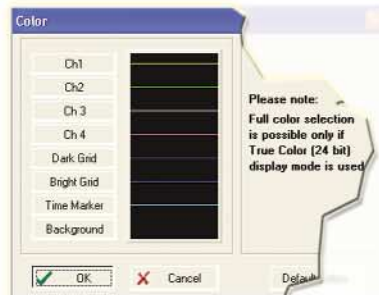 Color
Ch1
Ch2
Ch 3
Ch 4
Dark Grid
Bright Grid
Time Marker
Background
Please note:
Full color selection
is possible only if
True Color (24 bit)
display mode is used
OK
Cancel
Default